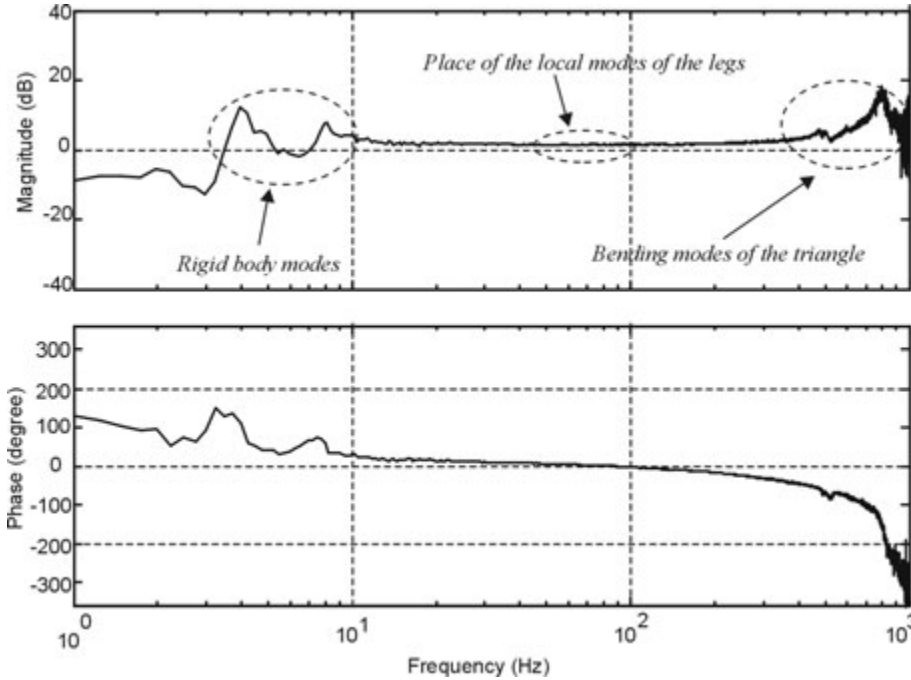 40
20
0
-20
-40
Magnitude (dB)
Place of the local modes of the legs
Rigid body modes
Bending modes of the triangle
300
200
100
0
-100
-200
-300
Phase (degree)
10^0
10^1
10^2
Frequency (Hz)